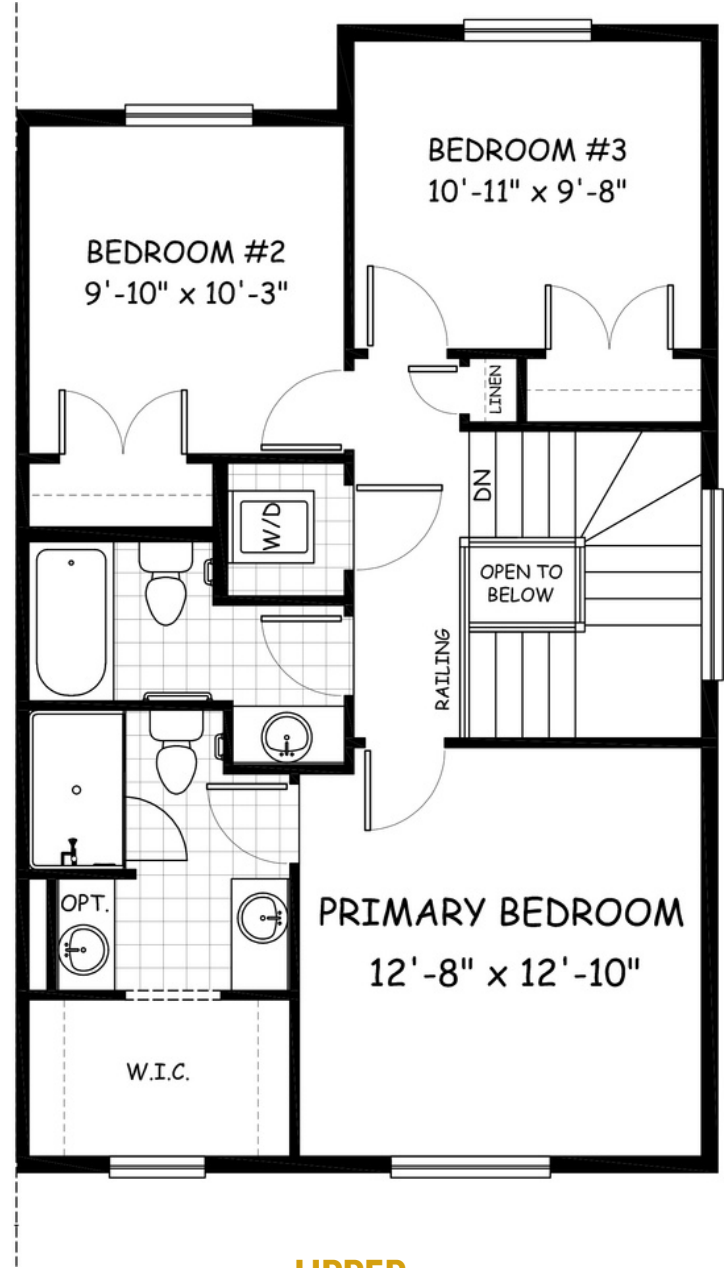 BEDROOM #3
10'-11" x 9'-8"
BEDROOM #2
9'-10" x 10'-3"
LINEN
DN
W/D
OPEN TO
BELOW
RAILING
OPT.
PRIMARY BEDROOM
12'-8" x 12'-10"
W.I.C.
UPPER